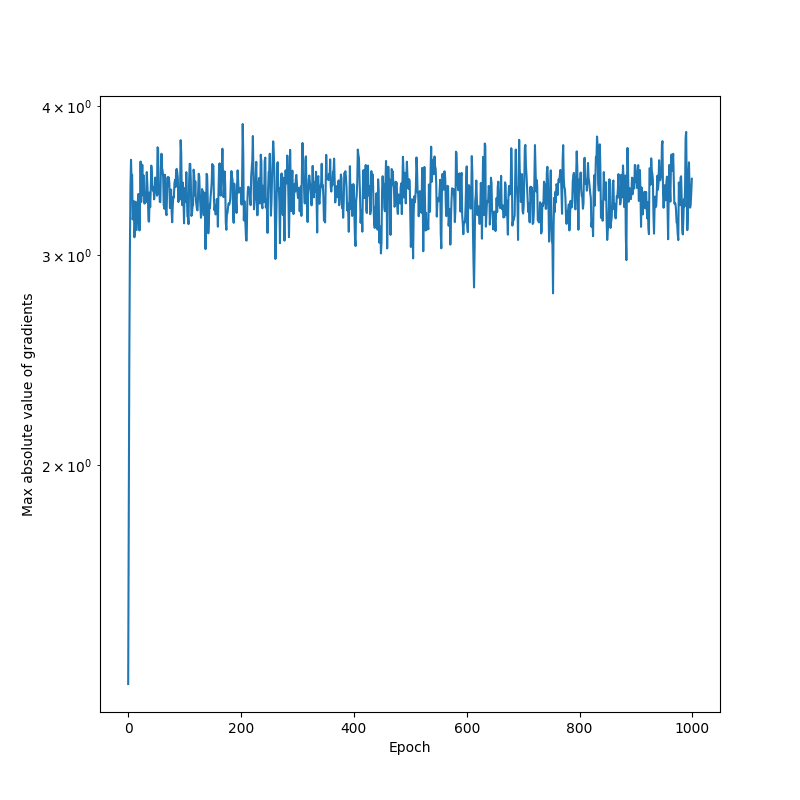 Max absolute value of gradients
4 × 10⁰
3 × 10⁰
2 × 10⁰
0 200 400 600 800 1000
Epoch